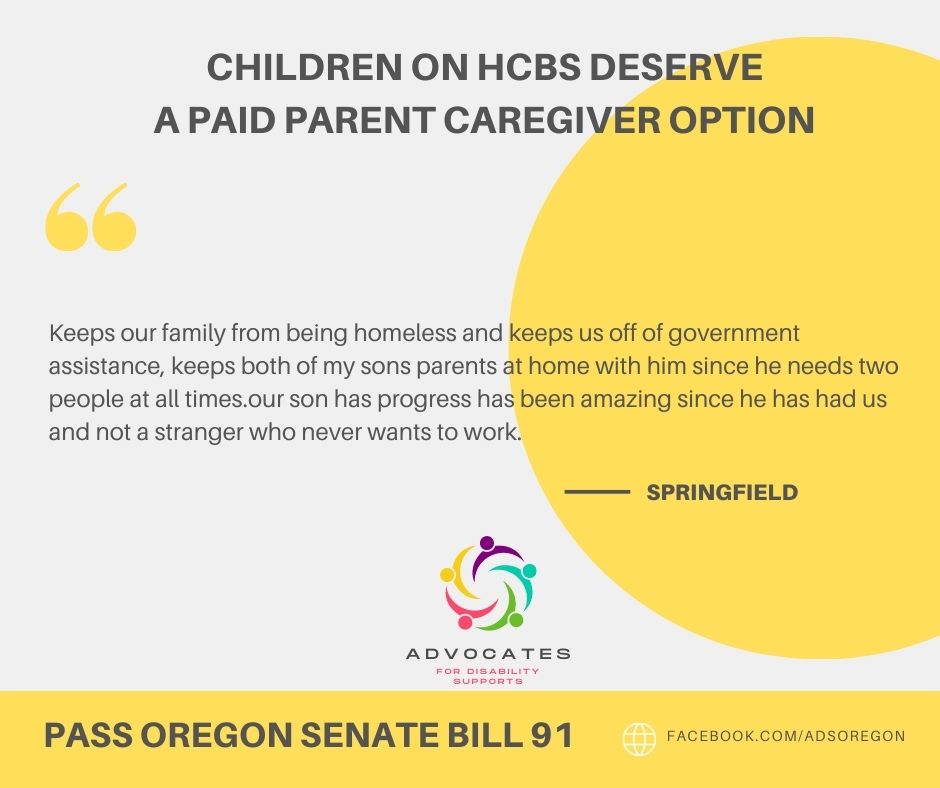 CHILDREN ON HCBS DESERVE
A PAID PARENT CAREGIVER OPTION
“
Keeps our family from being homeless and keeps us off of government
assistance, keeps both of my sons parents at home with him since he needs two
people at all times.our son has progress has been amazing since he has had us
and not a stranger who never wants to work.
SPRINGFIELD
ADVOCATES
FOR DISABILITY
SUPPORTS
PASS OREGON SENATE BILL 91
FACEBOOK.COM/ADSOREGON